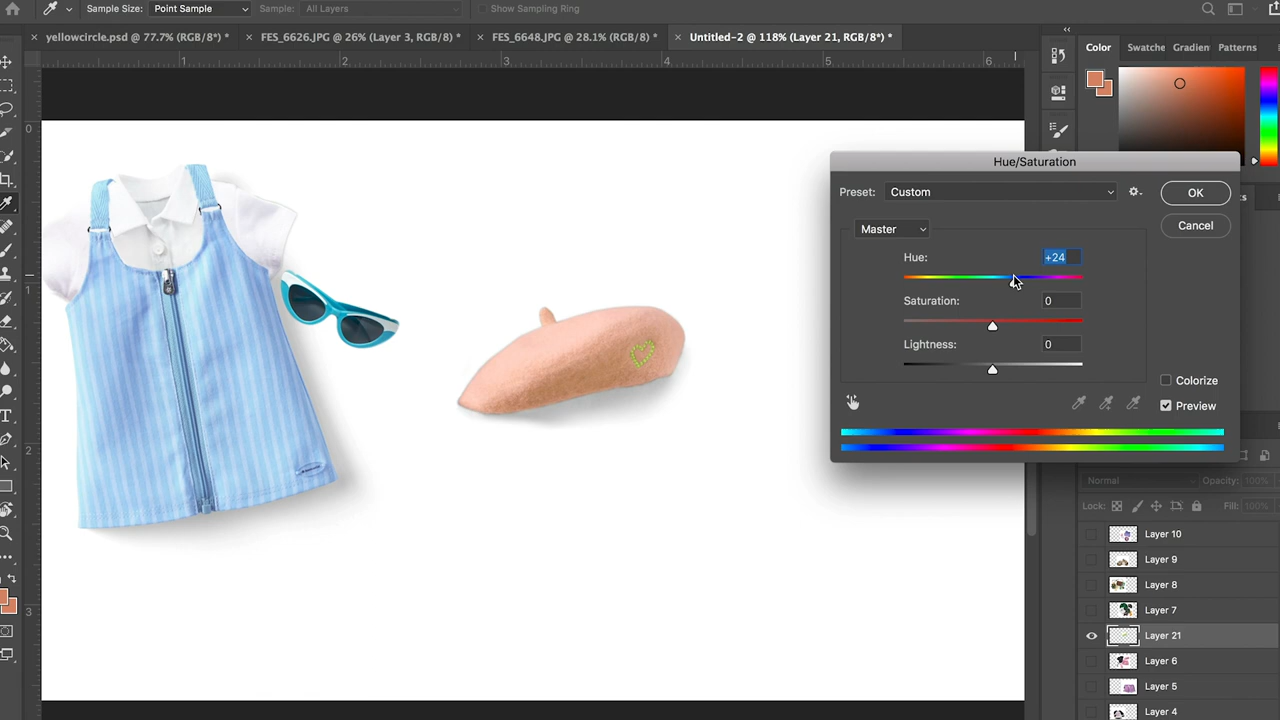 Sample Size: Point Sample Sample: All Layers Show Sampling Ring
× yellowcircle.psd @ 77.7% (RGB/8*) * × FES_6626.JPG @ 26% (Layer 3, RGB/8*) * × FES_6648.JPG @ 28.1% (RGB/8*) * × Untitled-2 @ 118% (Layer 21, RGB/8*) *
Color Swatche Gradien Patterns
1 2 3 4 5 6
0
1
2
3
Hue/Saturation
Preset: Custom
OK
Cancel
Master
Hue: +24
Saturation: 0
Lightness: 0
Colorize
Preview
Normal Opacity: 100%
Lock: Fill: 100%
Layer 10
Layer 9
Layer 8
Layer 7
Layer 21
Layer 6
Layer 5
Layer 4